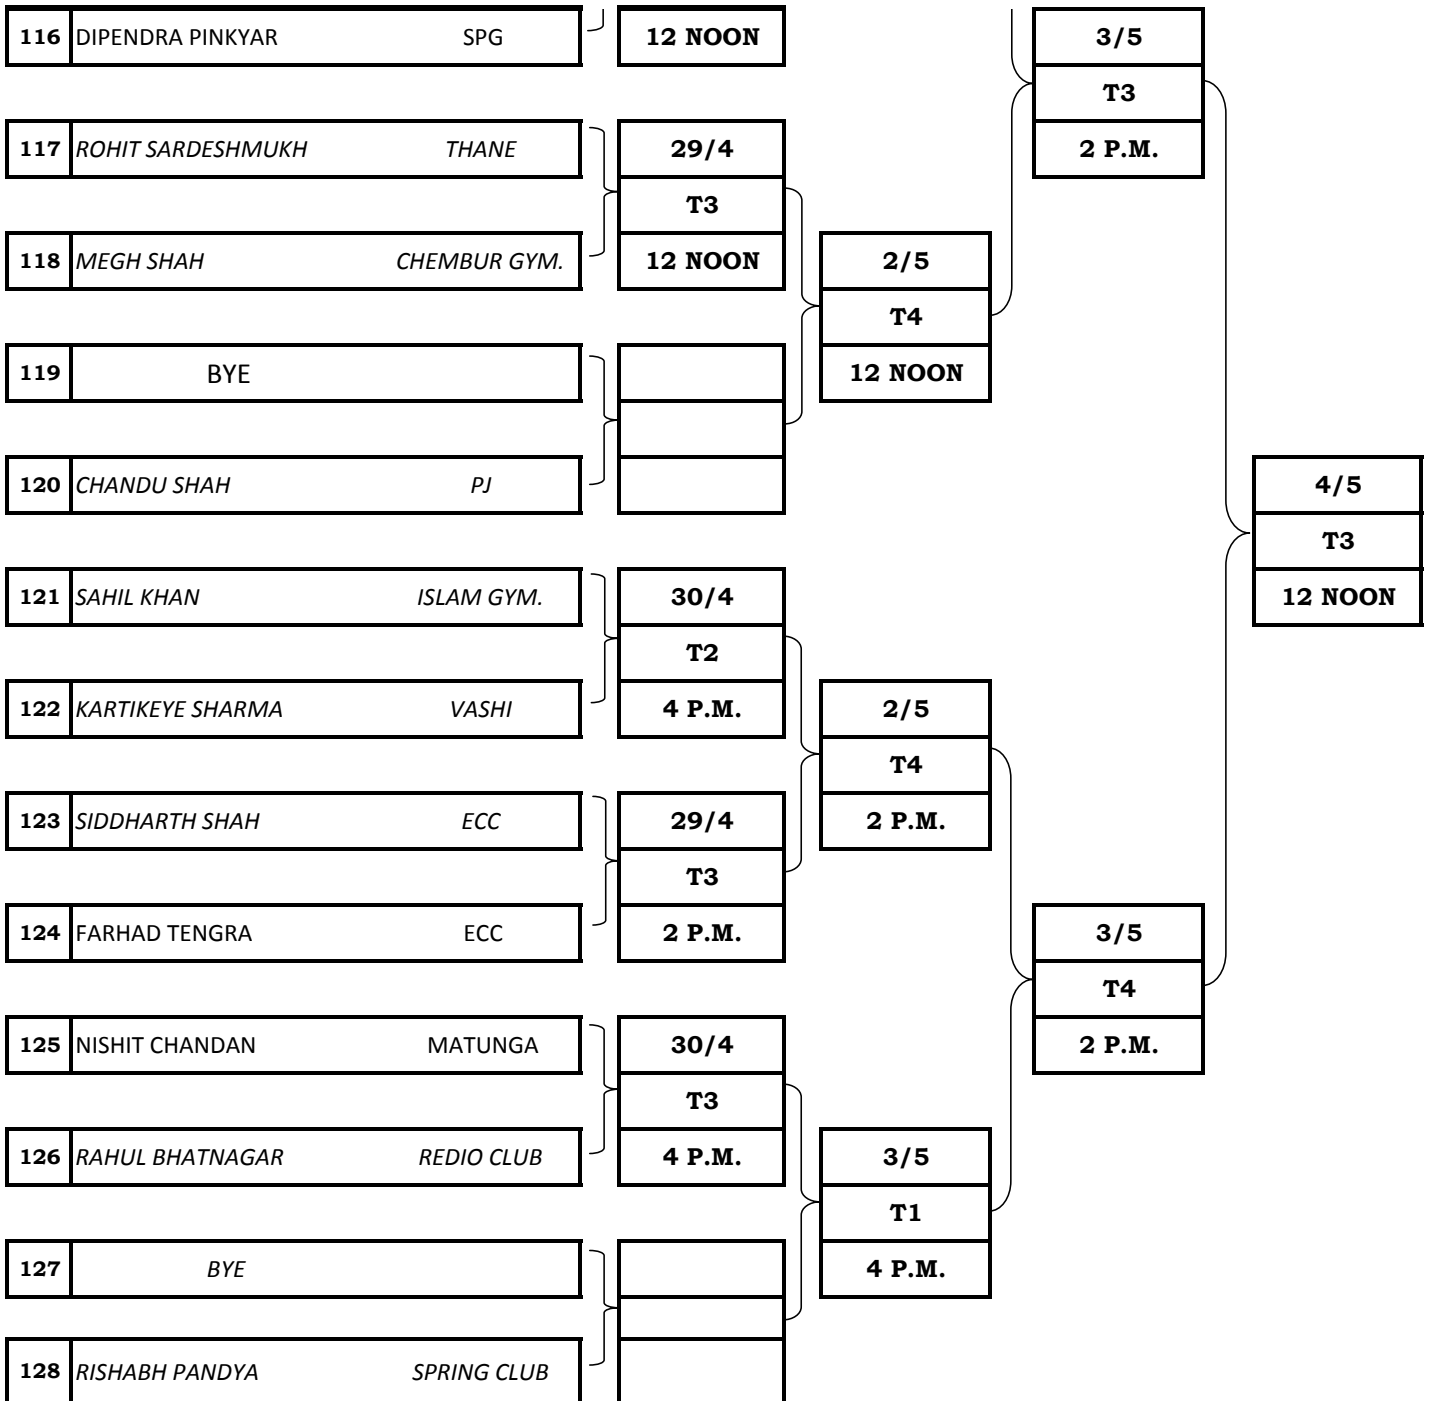 116 DIPENDRA PINKYAR SPG 12 NOON 3/5
T3
117 ROHIT SARDESHMUKH THANE 29/4 2 P.M.
T3
118 MEGH SHAH CHEMBUR GYM. 12 NOON 2/5
T4
119 BYE 12 NOON
120 CHANDU SHAH PJ 4/5
T3
121 SAHIL KHAN ISLAM GYM. 30/4 12 NOON
T2
122 KARTIKEYE SHARMA VASHI 4 P.M. 2/5
T4
123 SIDDHARTH SHAH ECC 29/4 2 P.M.
T3
124 FARHAD TENGRA ECC 2 P.M. 3/5
T4
125 NISHIT CHANDAN MATUNGA 30/4 2 P.M.
T3
126 RAHUL BHATNAGAR REDIO CLUB 4 P.M. 3/5
T1
127 BYE 4 P.M.
128 RISHABH PANDYA SPRING CLUB